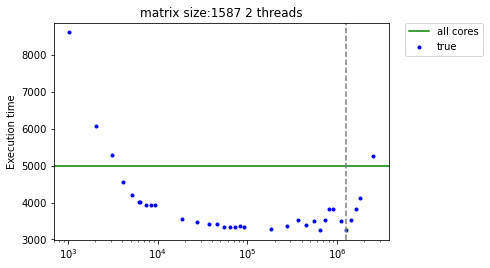 matrix size:1587 2 threads
all cores
true
Execution time
8000
7000
6000
5000
4000
3000
10³
10⁴
10⁵
10⁶